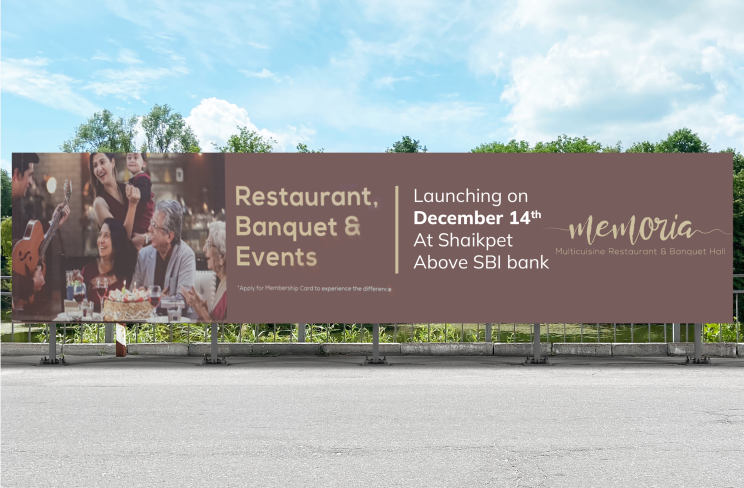 Restaurant,
Banquet &
Events
*Apply for Membership Card to experience the difference
Launching on
December 14th
At Shaikpet
Above SBI bank
memoria
Multicuisine Restaurant & Banquet Hall